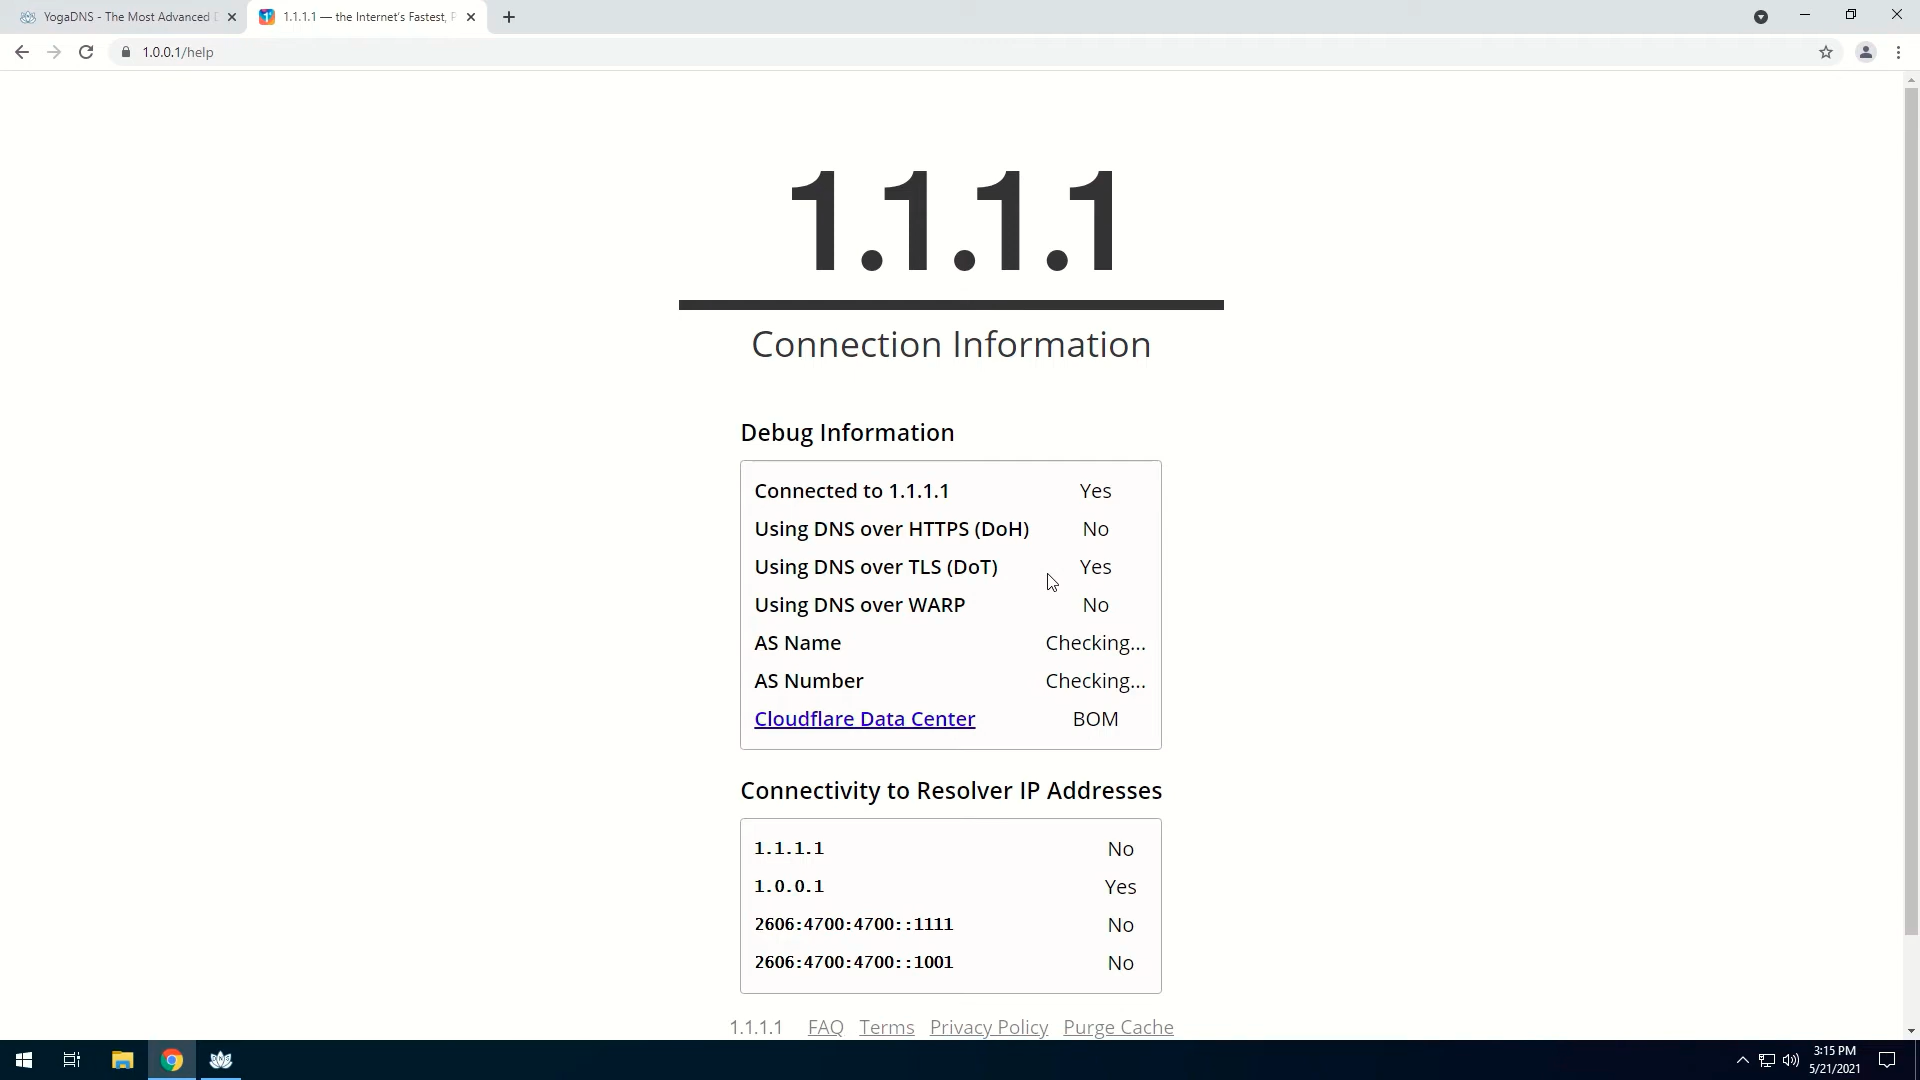 YogaDNS - The Most Advanced D
1.1.1.1 — the Internet's Fastest, P
1.0.0.1/help
1.1.1.1
Connection Information
Debug Information
Connected to 1.1.1.1 Yes
Using DNS over HTTPS (DoH) No
Using DNS over TLS (DoT) Yes
Using DNS over WARP No
AS Name Checking...
AS Number Checking...
Cloudflare Data Center BOM
Connectivity to Resolver IP Addresses
1.1.1.1 No
1.0.0.1 Yes
2606:4700:4700::1111 No
2606:4700:4700::1001 No
1.1.1.1 FAQ Terms Privacy Policy Purge Cache
3:15 PM
5/21/2021